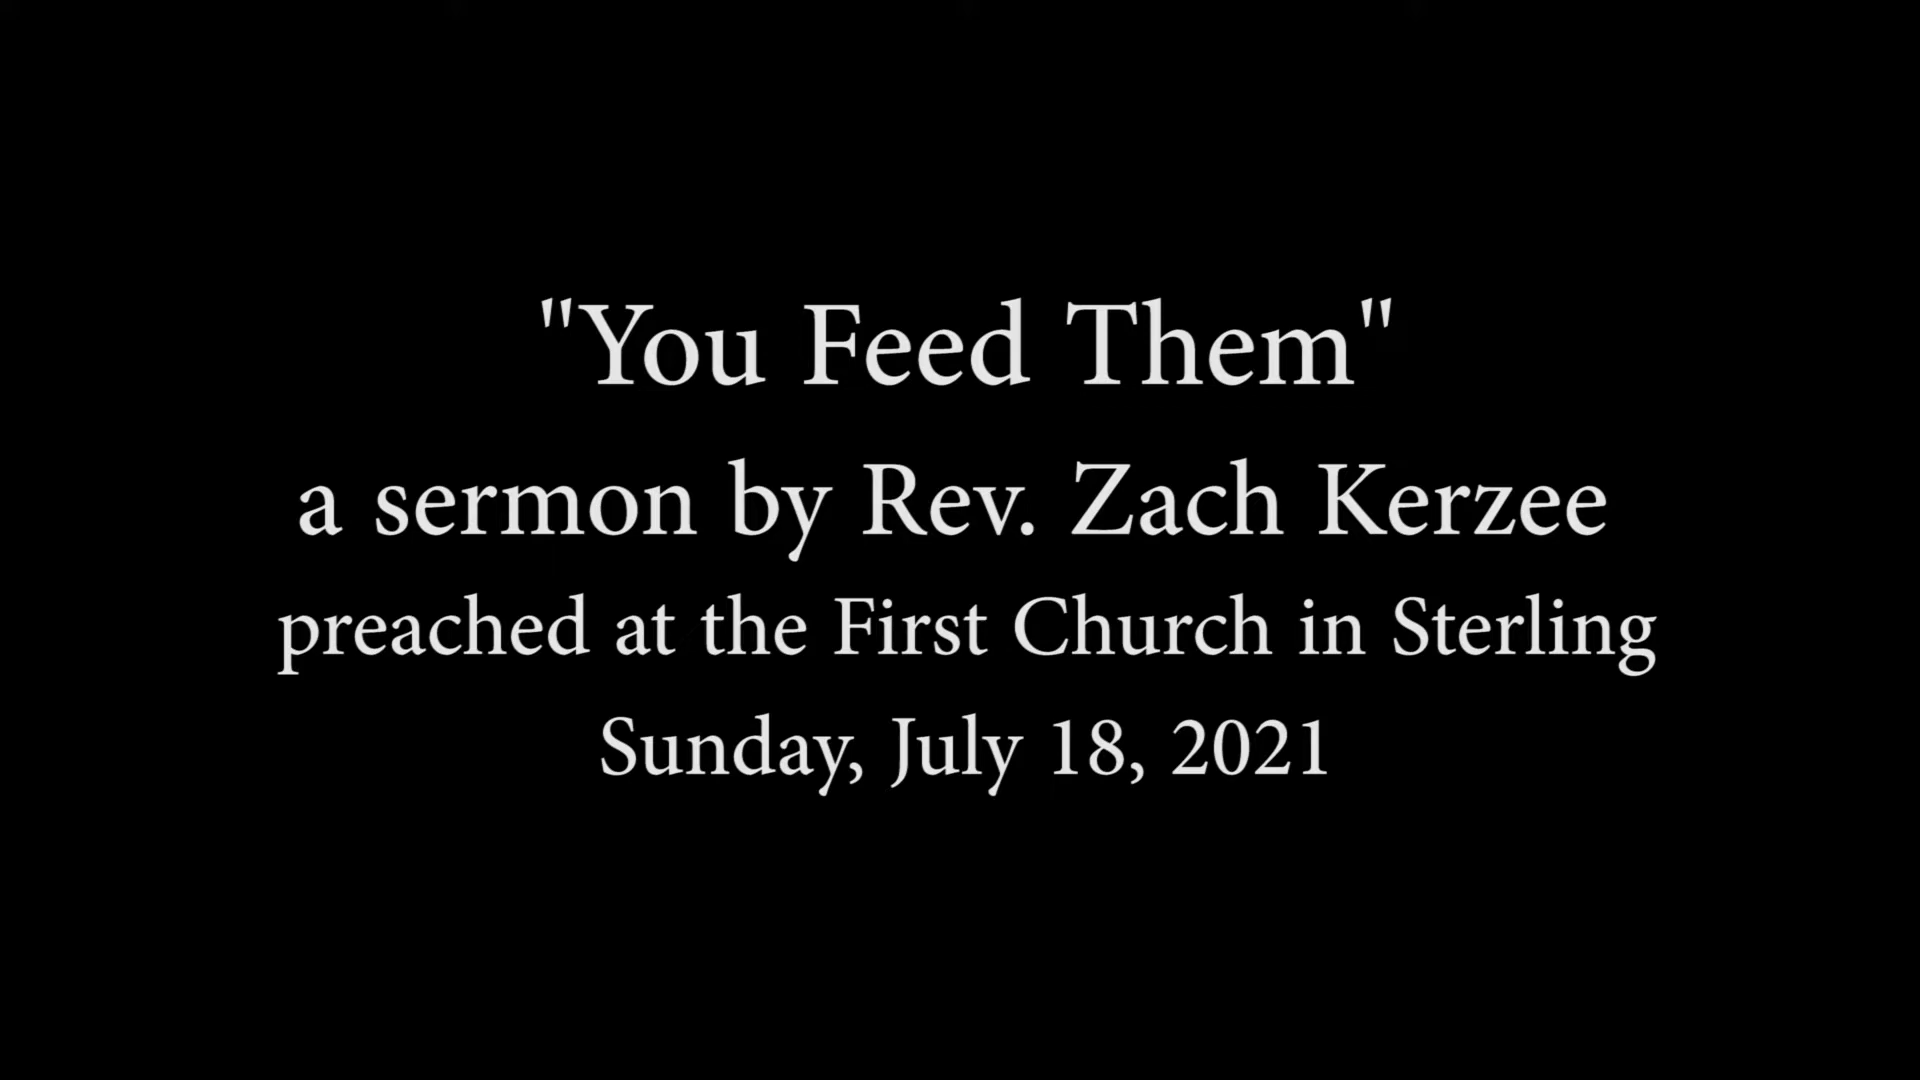 "You Feed Them"
a sermon by Rev. Zach Kerzee
preached at the First Church in Sterling
Sunday, July 18, 2021